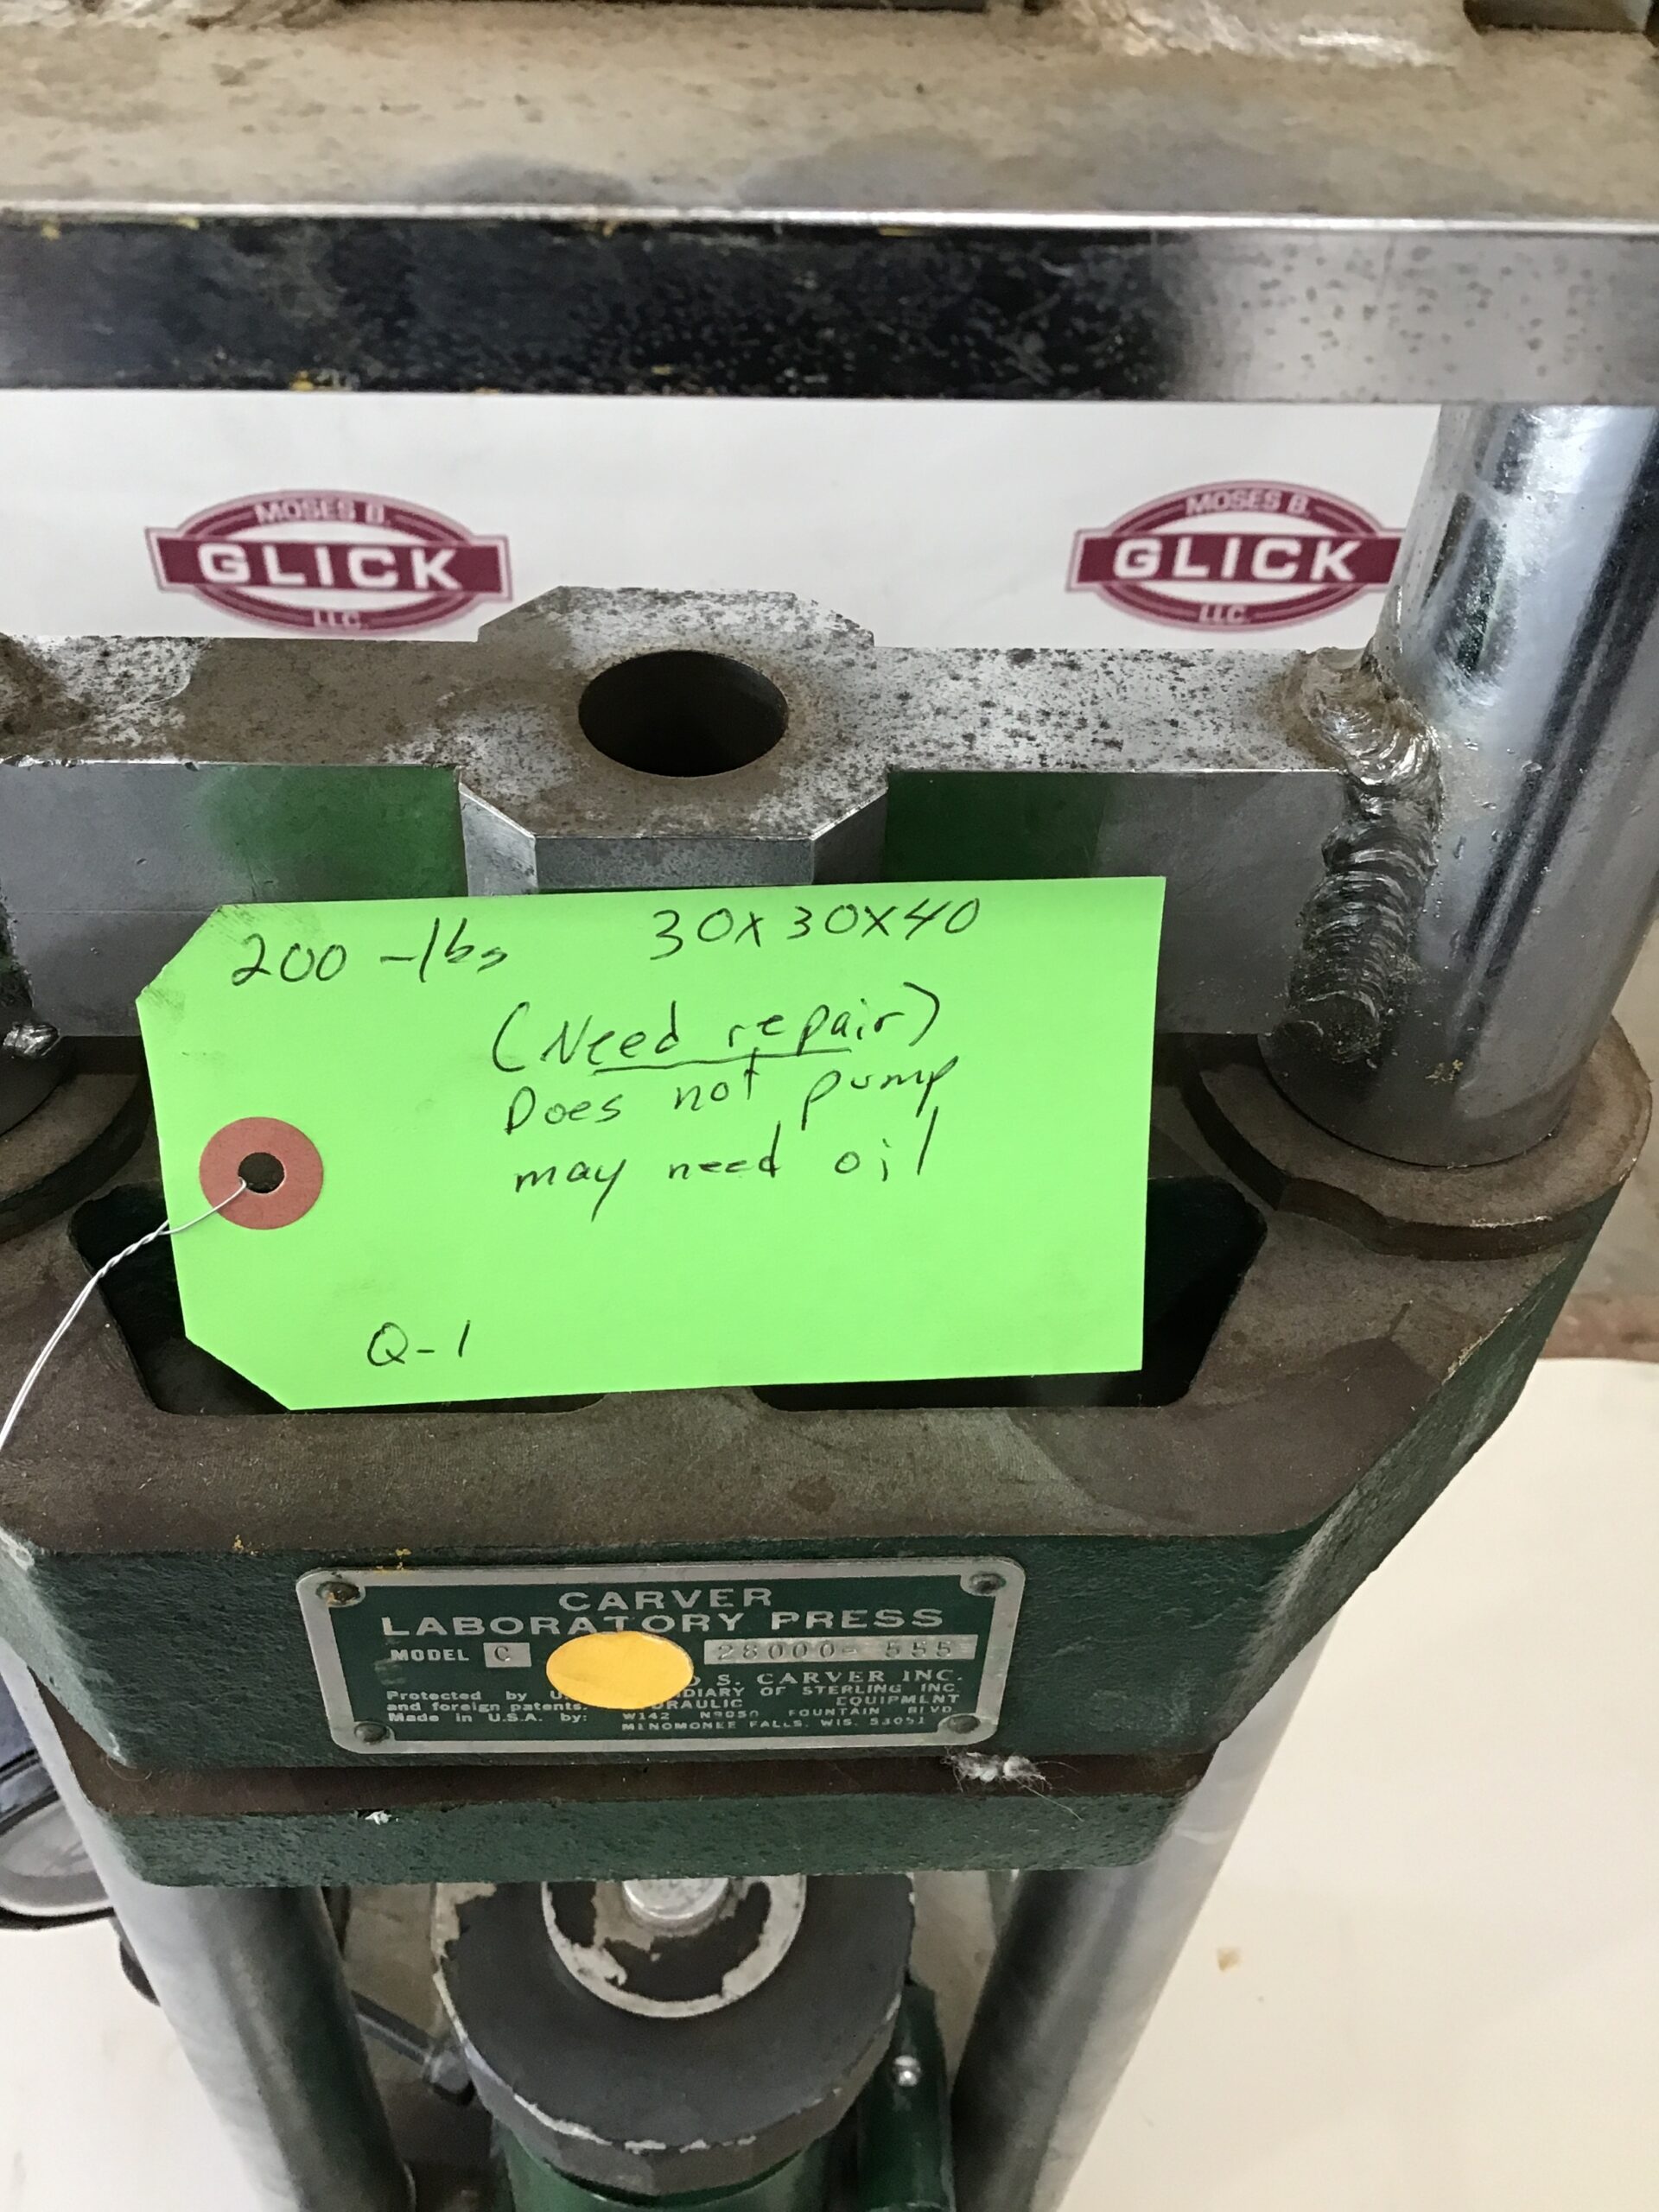 MOSES B.
GLICK
LLC.
MOSES B.
GLICK
LLC.
200 -lbs 30x30x40
(Need repair)
Does not pump
may need oil
Q-1
CARVER
LABORATORY PRESS
MODEL C 28000-555
S. CARVER INC.
Protected by OF STERLING INC.
and foreign patents. EQUIPMENT
Made in U.S.A. by: W142 N9050 FOUNTAIN BLVD
MENOMONEE FALLS, WIS. 53051